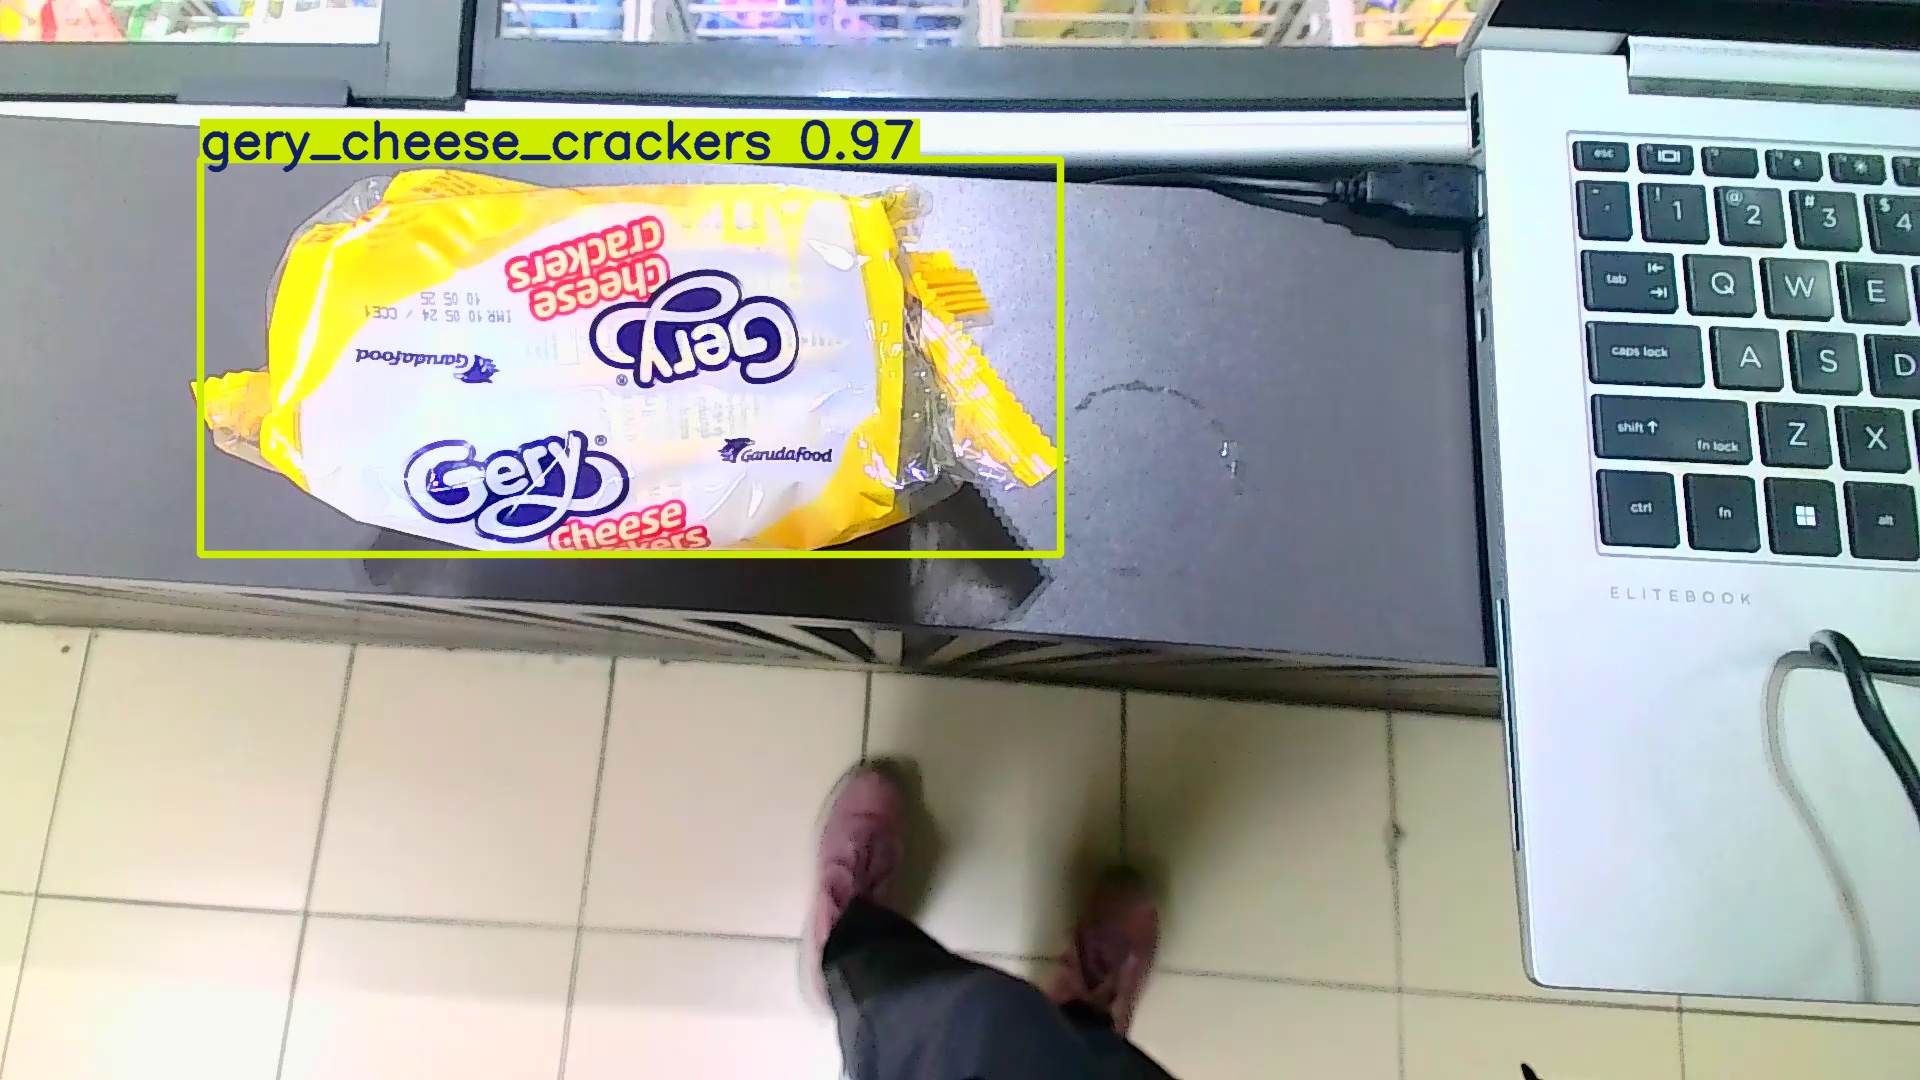 gery_cheese_crackers 0.97
cheese
crackers
Gery
®
IMR 10 05 24 / CCE1
10 05 25
Garudafood
Gery
®
Garudafood
cheese
esc
! 1
@ 2
# 3
$ 4
tab
Q
W
E
caps lock
A
S
D
shift
fn lock
Z
X
ctrl
fn
alt
ELITEBOOK